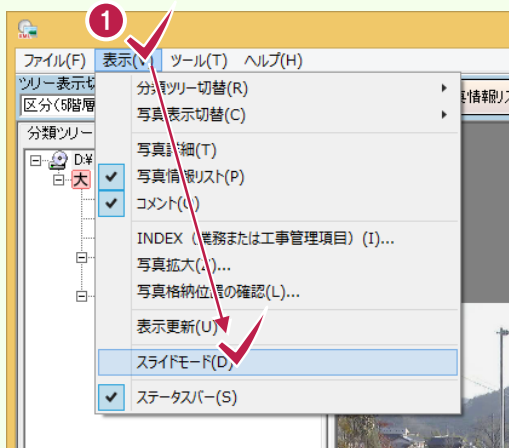 1
ファイル(F) 表示(V) ツール(T) ヘルプ(H)
ツリー表示切
区分(5階層
分類ツリー
D:¥
大
分類ツリー切替(R)
写真表示切替(C)
写真詳細(T)
写真情報リスト(P)
コメント(O)
INDEX (業務または工事管理項目) (I)...
写真拡大(Z)...
写真格納位置の確認(L)...
表示更新(U)
スライドモード(D)
ステータスバー(S)
真情報リス